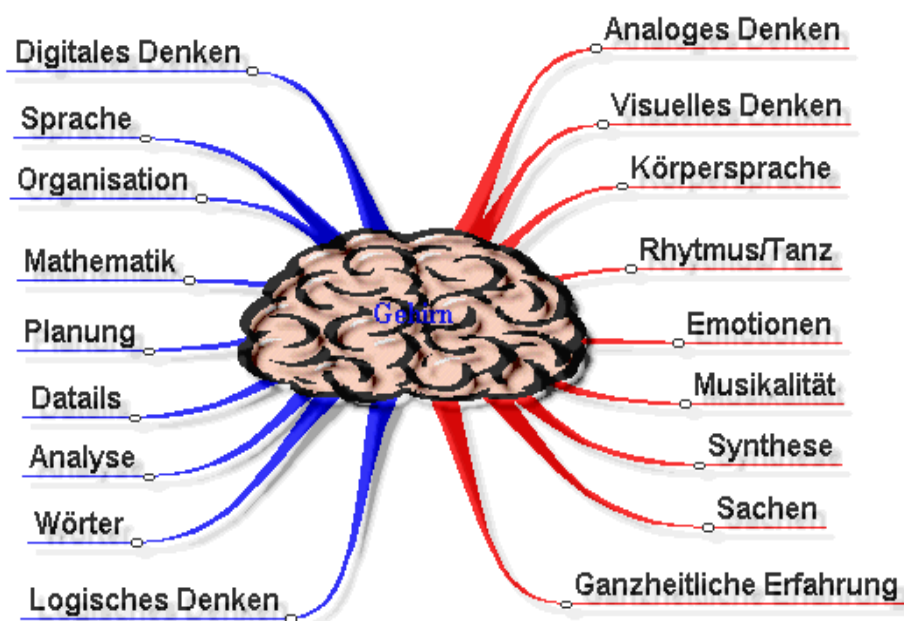 Digitales Denken
Sprache
Organisation
Mathematik
Planung
Datails
Analyse
Wörter
Logisches Denken
Gehirn
Analoges Denken
Visuelles Denken
Körpersprache
Rhytmus/Tanz
Emotionen
Musikalität
Synthese
Sachen
Ganzheitliche Erfahrung